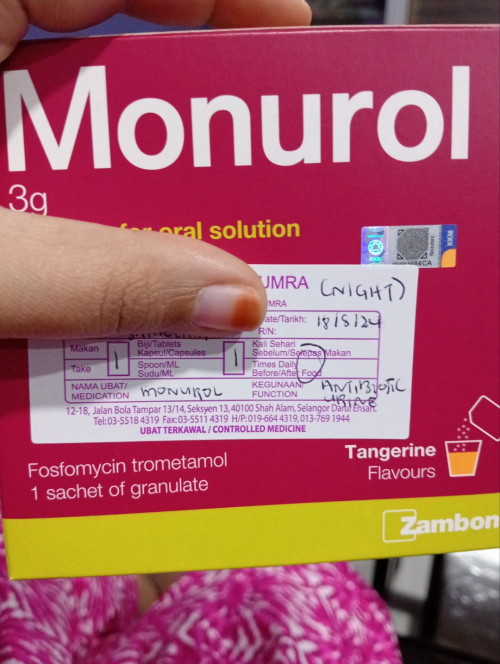 Monurol
3g
for oral solution
UMRA (NIGHT)
UMRA
ate/Tarikh: 18/5/24
R/N:
Makan 1 Biji/Tablets Kapsul/Capsules 1 Kali Sehari Sebelum/Selepas Makan
Take Spoon/ML Sudu/ML Times Daily Before/After Food
NAMA UBAT/ MEDICATION MONUROL KEGUNAAN/ FUNCTION ANTIBIOTIC URINE
12-18, Jalan Bola Tampar 13/14, Seksyen 13, 40100 Shah Alam, Selangor Darul Ehsan.
Tel:03-5518 4319 Fax:03-5511 4319 H/P:019-664 4319,013-769 1944
UBAT TERKAWAL / CONTROLLED MEDICINE
Fosfomycin trometamol
1 sachet of granulate
Tangerine
Flavours
Zambon